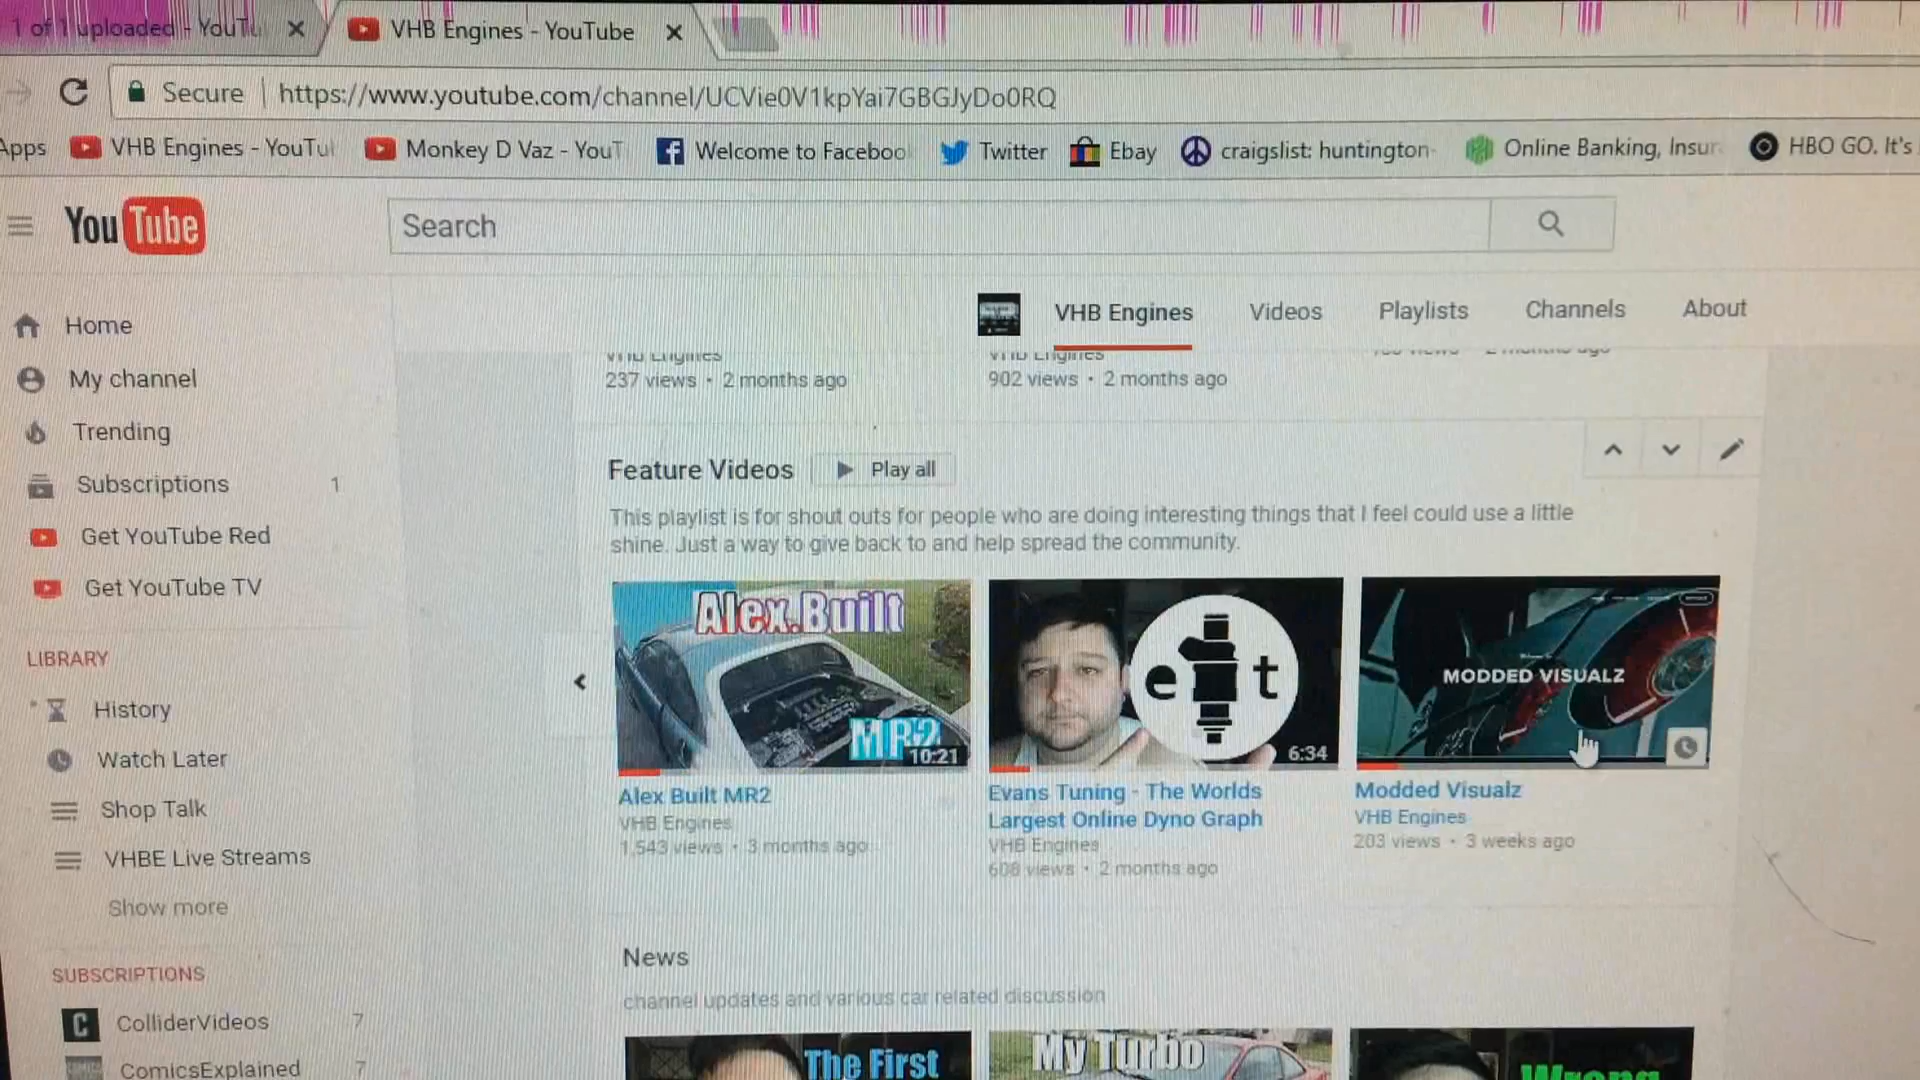 1 of 1 uploaded - YouTu
VHB Engines - YouTube
Secure
https://www.youtube.com/channel/UCVie0V1kpYai7GBGJyDo0RQ
Apps
VHB Engines - YouTul
Monkey D Vaz - YouT
Welcome to Faceboo
Twitter
Ebay
craigslist: huntington
Online Banking, Insur
HBO GO. It's
YouTube
Search
VHB Engines
Videos
Playlists
Channels
About
Home
My channel
Trending
Subscriptions 1
Get YouTube Red
Get YouTube TV
LIBRARY
History
Watch Later
Shop Talk
VHBE Live Streams
Show more
SUBSCRIPTIONS
ColliderVideos 7
ComicsExplained 7
VHB Engines
237 views • 2 months ago
VHB Engines
902 views • 2 months ago
Feature Videos
Play all
This playlist is for shout outs for people who are doing interesting things that I feel could use a little
shine. Just a way to give back to and help spread the community.
Alex.Built
MR2
10:21
Alex Built MR2
VHB Engines
1,543 views • 3 months ago
e t
6:34
Evans Tuning - The Worlds
Largest Online Dyno Graph
VHB Engines
608 views • 2 months ago
MODDED VISUALZ
Modded Visualz
VHB Engines
203 views • 3 weeks ago
News
channel updates and various car related discussion
The First
My Turbo
Wrong